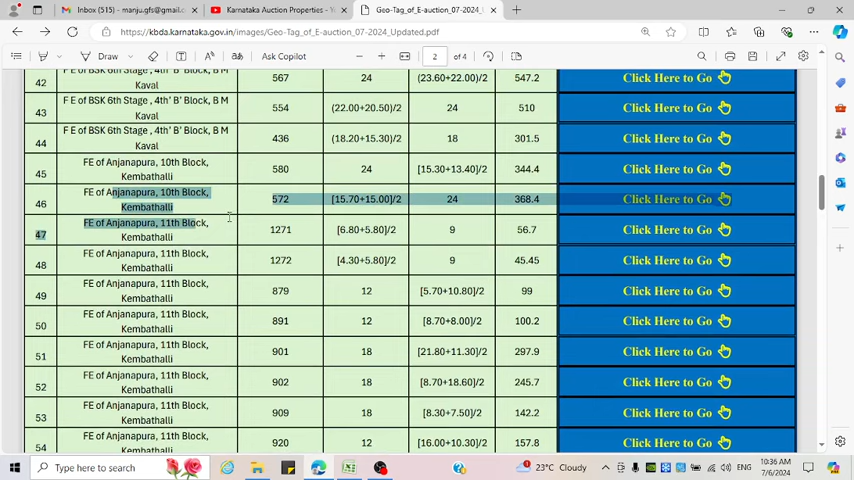 Inbox (515) - manju.gfs@gmail.c
Karnataka Auction Properties - Y
Geo-Tag_of_E-auction_07-2024_U
https://kbda.karnataka.gov.in/images/Geo-Tag_of_E-auction_07-2024_Updated.pdf
Draw
Ask Copilot
2 of 4
42 F E of BSK 6th Stage , 4th' B' Block, B M Kaval 567 24 (23.60+22.00)/2 547.2 Click Here to Go
43 F E of BSK 6th Stage , 4th' B' Block, B M Kaval 554 (22.00+20.50)/2 24 510 Click Here to Go
44 F E of BSK 6th Stage , 4th' B' Block, B M Kaval 436 (18.20+15.30)/2 18 301.5 Click Here to Go
45 FE of Anjanapura, 10th Block, Kembathalli 580 24 [15.30+13.40]/2 344.4 Click Here to Go
46 FE of Anjanapura, 10th Block, Kembathalli 572 [15.70+15.00]/2 24 368.4 Click Here to Go
47 FE of Anjanapura, 11th Block, Kembathalli 1271 [6.80+5.80]/2 9 56.7 Click Here to Go
48 FE of Anjanapura, 11th Block, Kembathalli 1272 [4.30+5.80]/2 9 45.45 Click Here to Go
49 FE of Anjanapura, 11th Block, Kembathalli 879 12 [5.70+10.80]/2 99 Click Here to Go
50 FE of Anjanapura, 11th Block, Kembathalli 891 12 [8.70+8.00]/2 100.2 Click Here to Go
51 FE of Anjanapura, 11th Block, Kembathalli 901 18 [21.80+11.30]/2 297.9 Click Here to Go
52 FE of Anjanapura, 11th Block, Kembathalli 902 18 [8.70+18.60]/2 245.7 Click Here to Go
53 FE of Anjanapura, 11th Block, Kembathalli 909 18 [8.30+7.50]/2 142.2 Click Here to Go
54 FE of Anjanapura, 11th Block, Kembathalli 920 12 [16.00+10.30]/2 157.8 Click Here to Go
Type here to search
23°C Cloudy
ENG
10:36 AM
7/6/2024